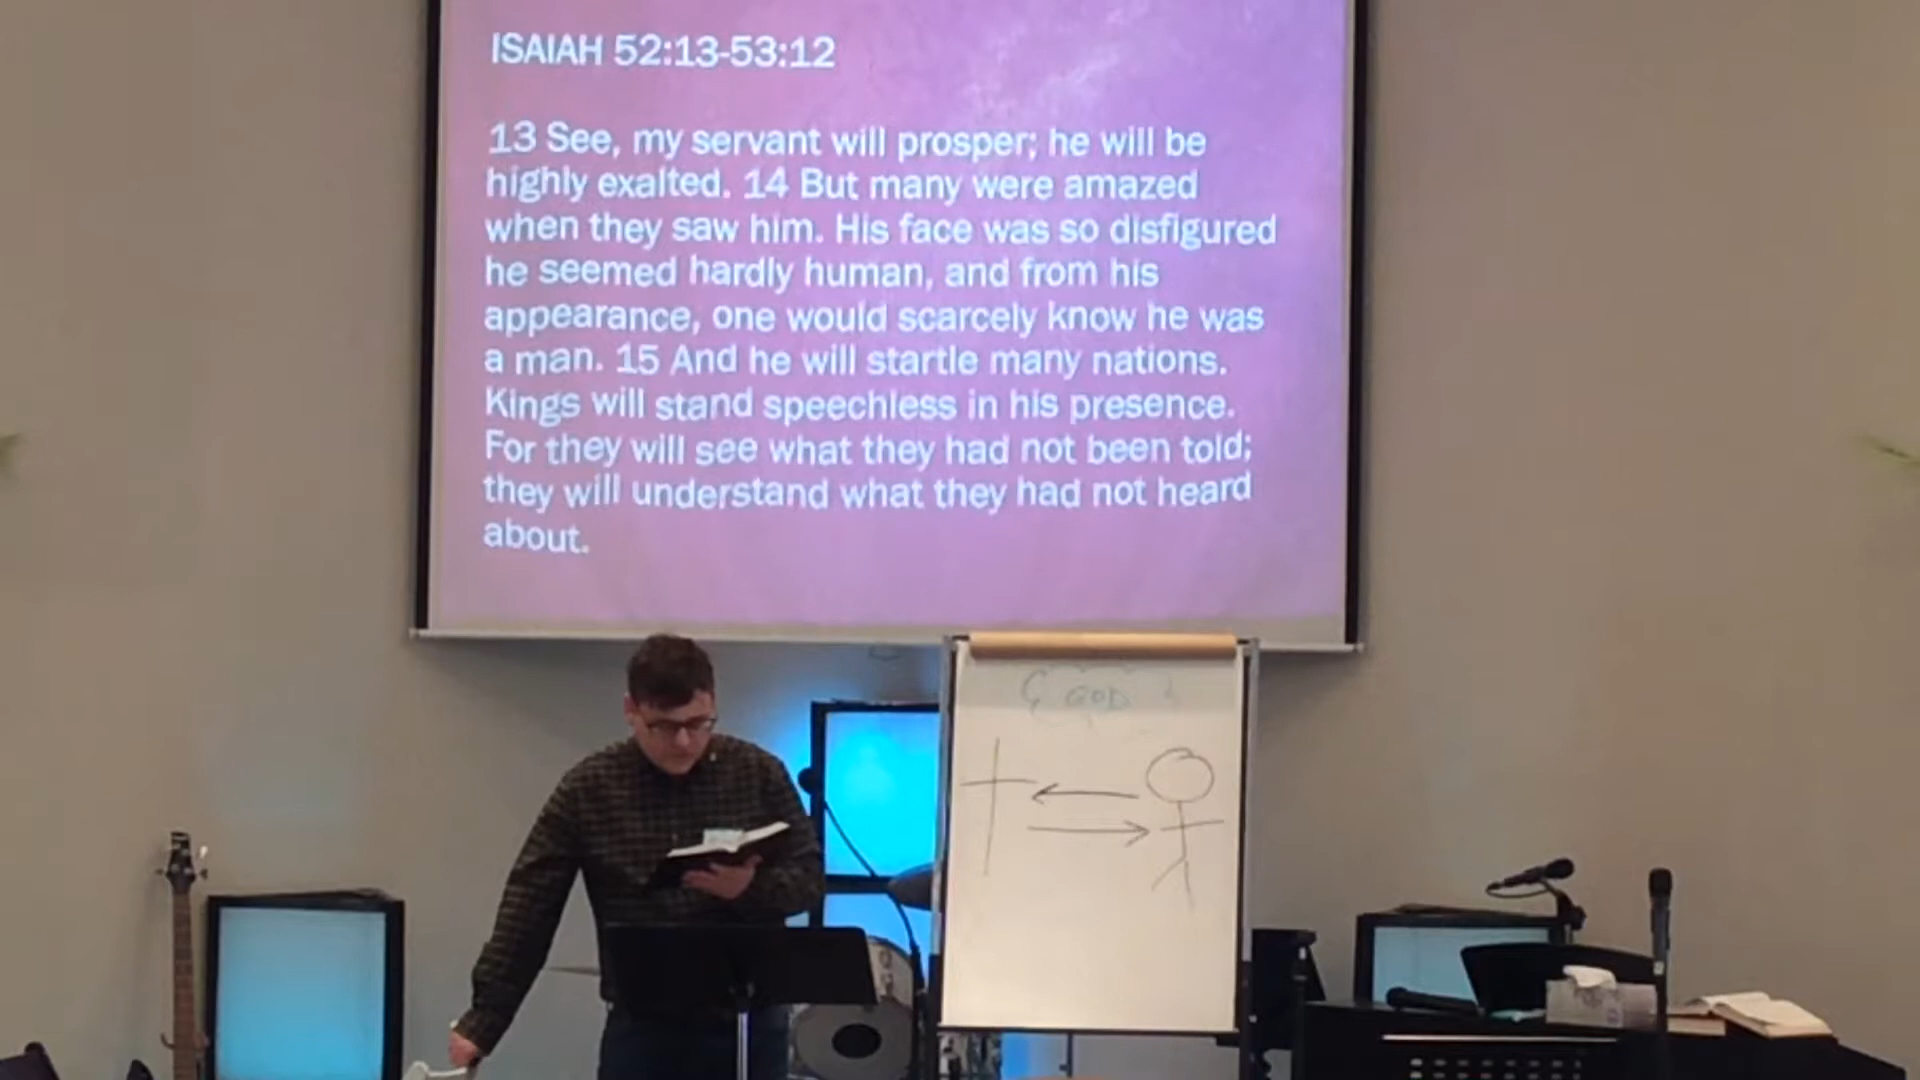 ISAIAH 52:13-53:12
13 See, my servant will prosper; he will be
highly exalted. 14 But many were amazed
when they saw him. His face was so disfigured
he seemed hardly human, and from his
appearance, one would scarcely know he was
a man. 15 And he will startle many nations.
Kings will stand speechless in his presence.
For they will see what they had not been told;
they will understand what they had not heard
about.
GOD